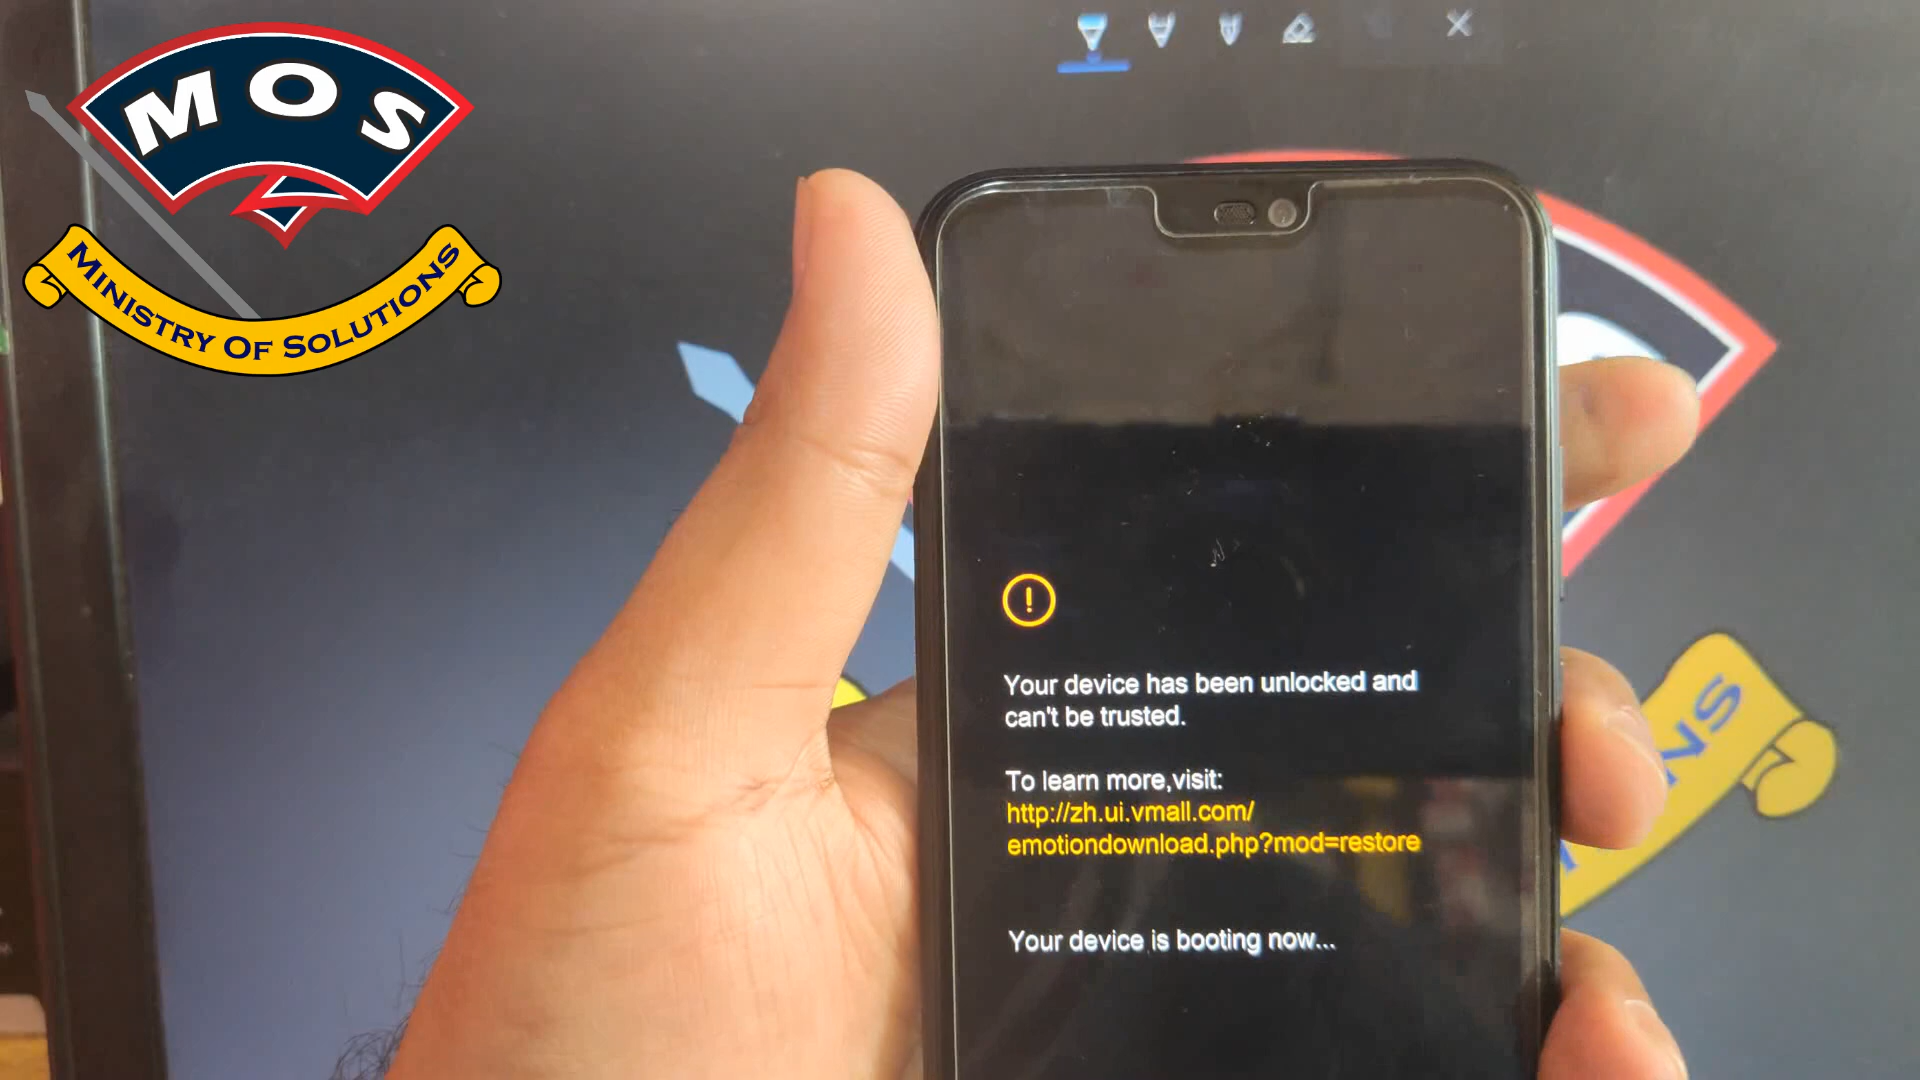 MOS
MINISTRY OF SOLUTIONS
Your device has been unlocked and
can't be trusted.
To learn more,visit:
http://zh.ui.vmall.com/
emotiondownload.php?mod=restore
Your device is booting now...
NS